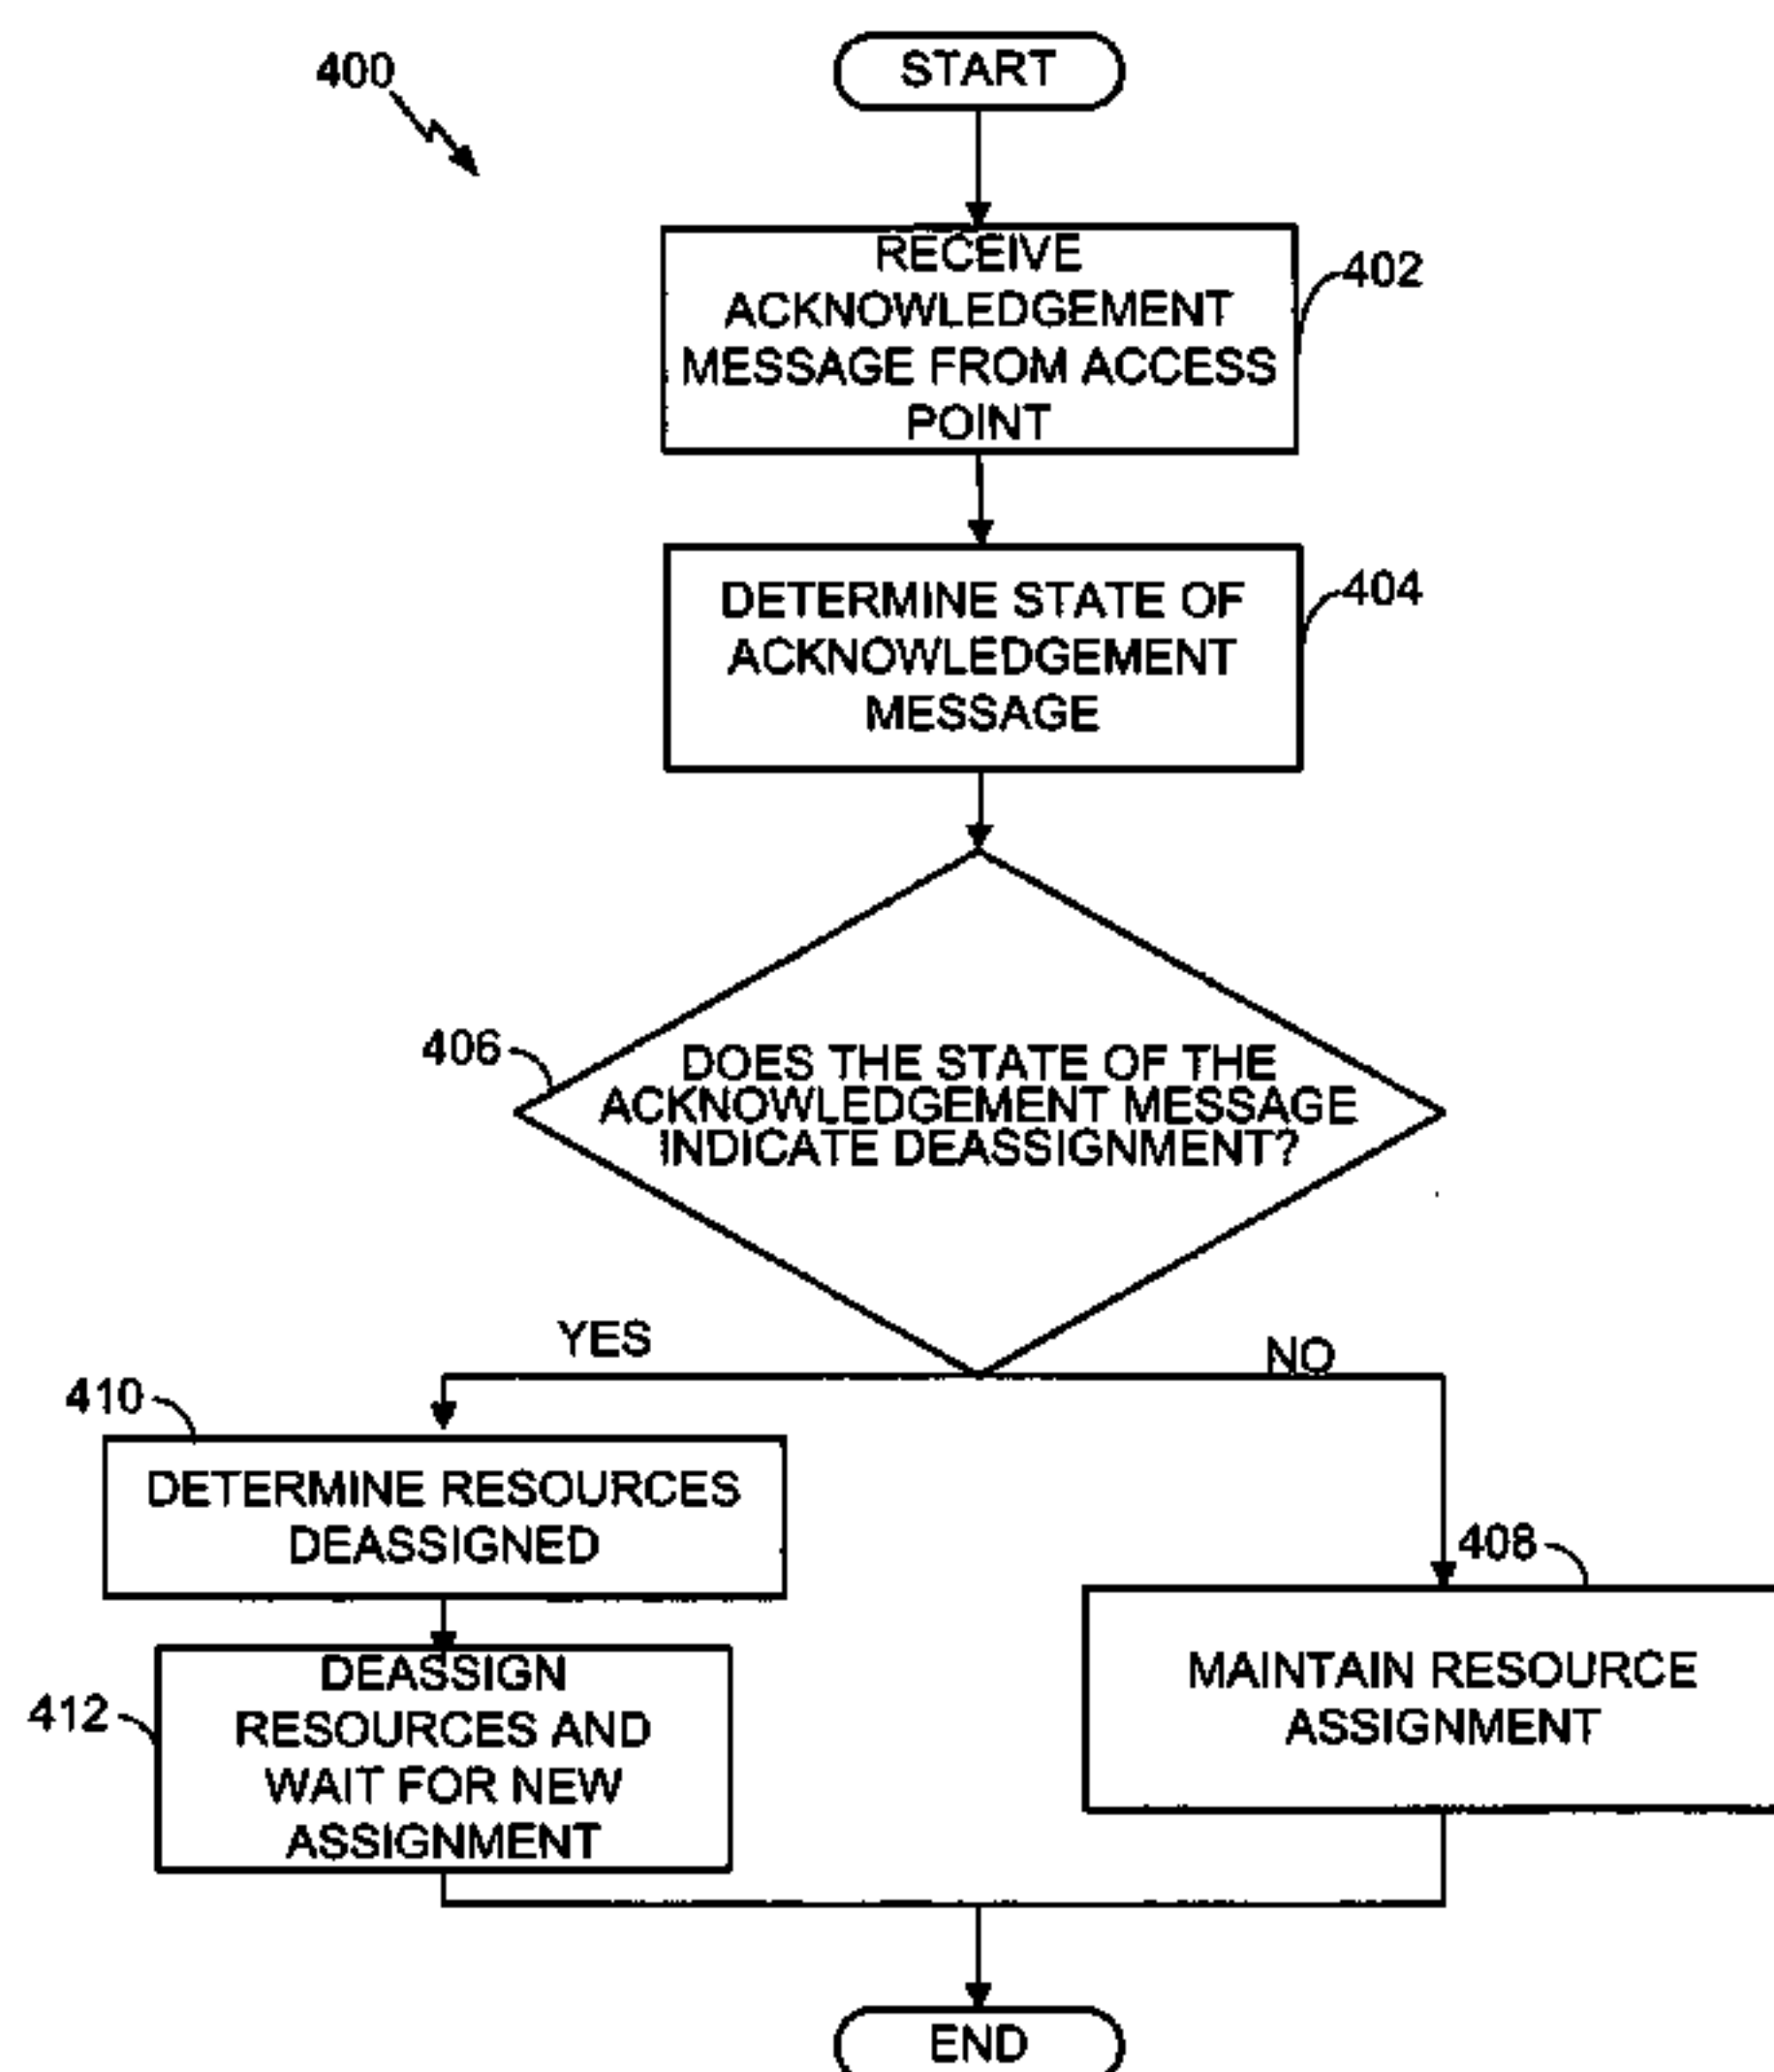 400
START
RECEIVE
ACKNOWLEDGEMENT
MESSAGE FROM ACCESS
POINT
402
DETERMINE STATE OF
ACKNOWLEDGEMENT
MESSAGE
404
406
DOES THE STATE OF THE
ACKNOWLEDGEMENT MESSAGE
INDICATE DEASSIGNMENT?
YES
NO
410
DETERMINE RESOURCES
DEASSIGNED
408
MAINTAIN RESOURCE
ASSIGNMENT
412
DEASSIGN
RESOURCES AND
WAIT FOR NEW
ASSIGNMENT
END